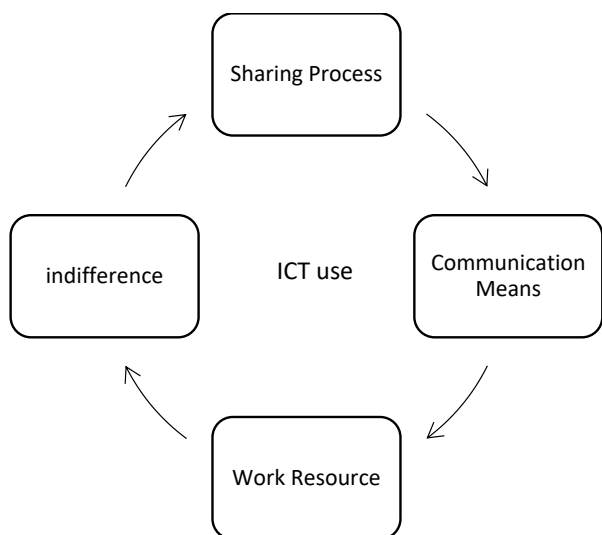 Sharing Process
indifference
ICT use
Communication
Means
Work Resource